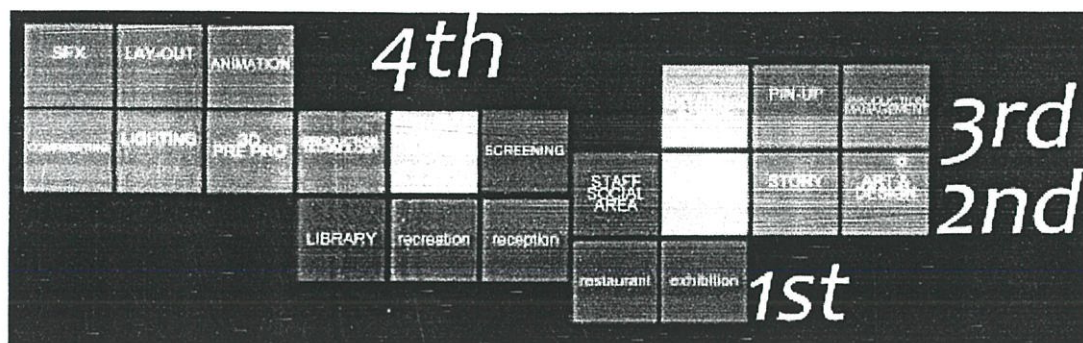 4th
SFX
LAY-OUT
ANIMATION
PIN-UP
3rd
COMPOSITING
LIGHTING
3D
PRE PRO
SCREENING
STAFF
SOCIAL
AREA
STORY
ART &
DESIGN
2nd
LIBRARY
recreation
reception
restaurant
exhibition
1st